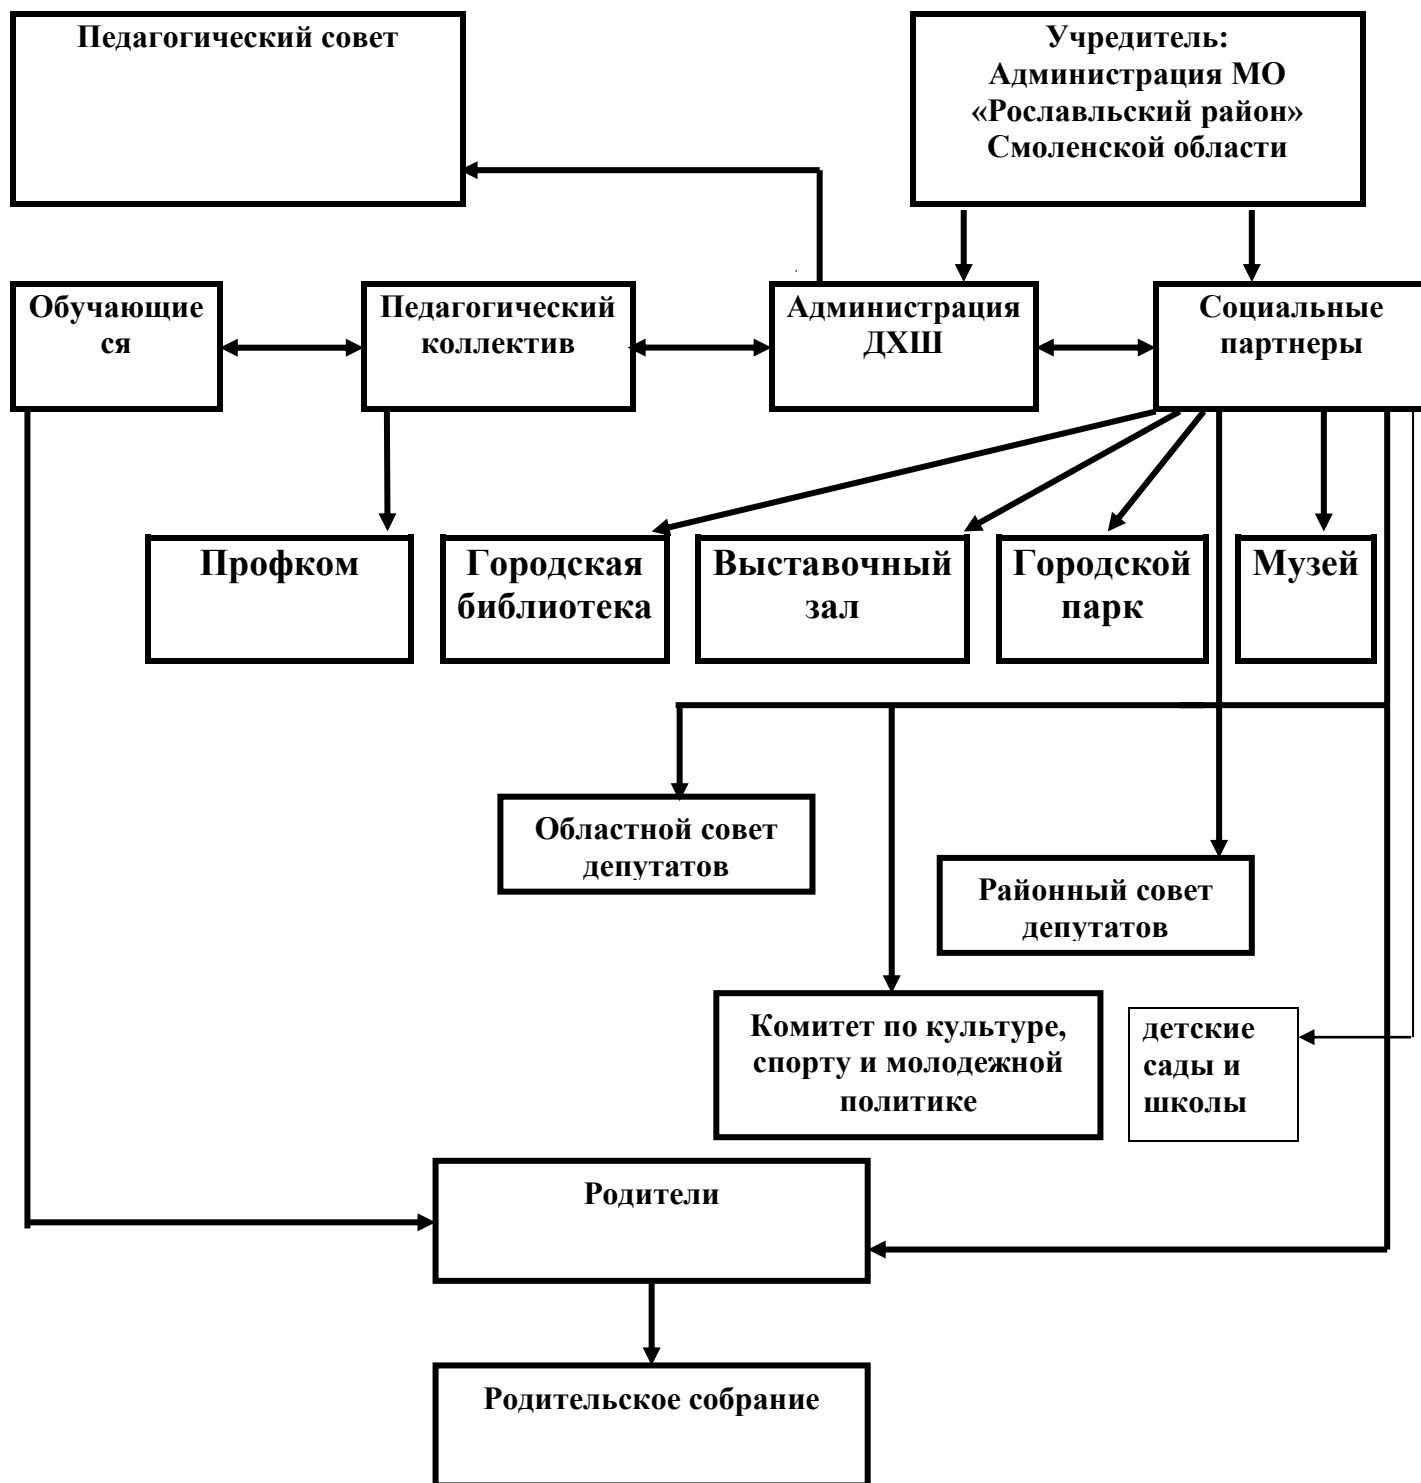 Педагогический совет
Учредитель:
Администрация МО
«Рославльский район»
Смоленской области
Обучающие
ся
Педагогический
коллектив
Администрация
ДХШ
Социальные
партнеры
Профком
Городская
библиотека
Выставочный
зал
Городской
парк
Музей
Областной совет
депутатов
Районный совет
депутатов
Комитет по культуре,
спорту и молодежной
политике
детские
сады и
школы
Родители
Родительское собрание